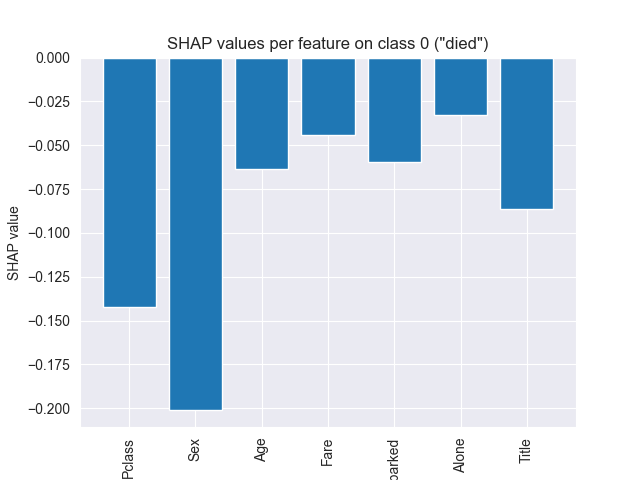 SHAP values per feature on class 0 ("died")
0.000
−0.025
−0.050
−0.075
−0.100
−0.125
−0.150
−0.175
−0.200
SHAP value
Pclass
Sex
Age
Fare
parked
Alone
Title